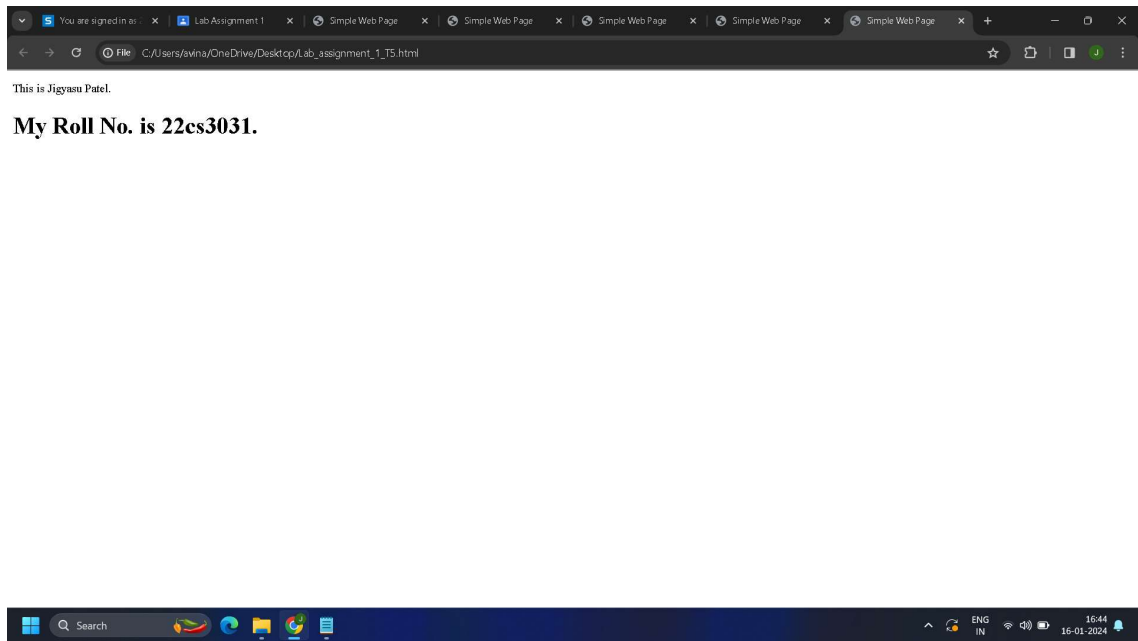 You are signed in as
Lab Assignment 1
Simple Web Page
Simple Web Page
Simple Web Page
Simple Web Page
Simple Web Page
File C:/Users/avina/OneDrive/Desktop/Lab_assignment_1_T5.html
J
This is Jigyasu Patel.
My Roll No. is 22cs3031.
Search
ENG
IN
16:44
16-01-2024